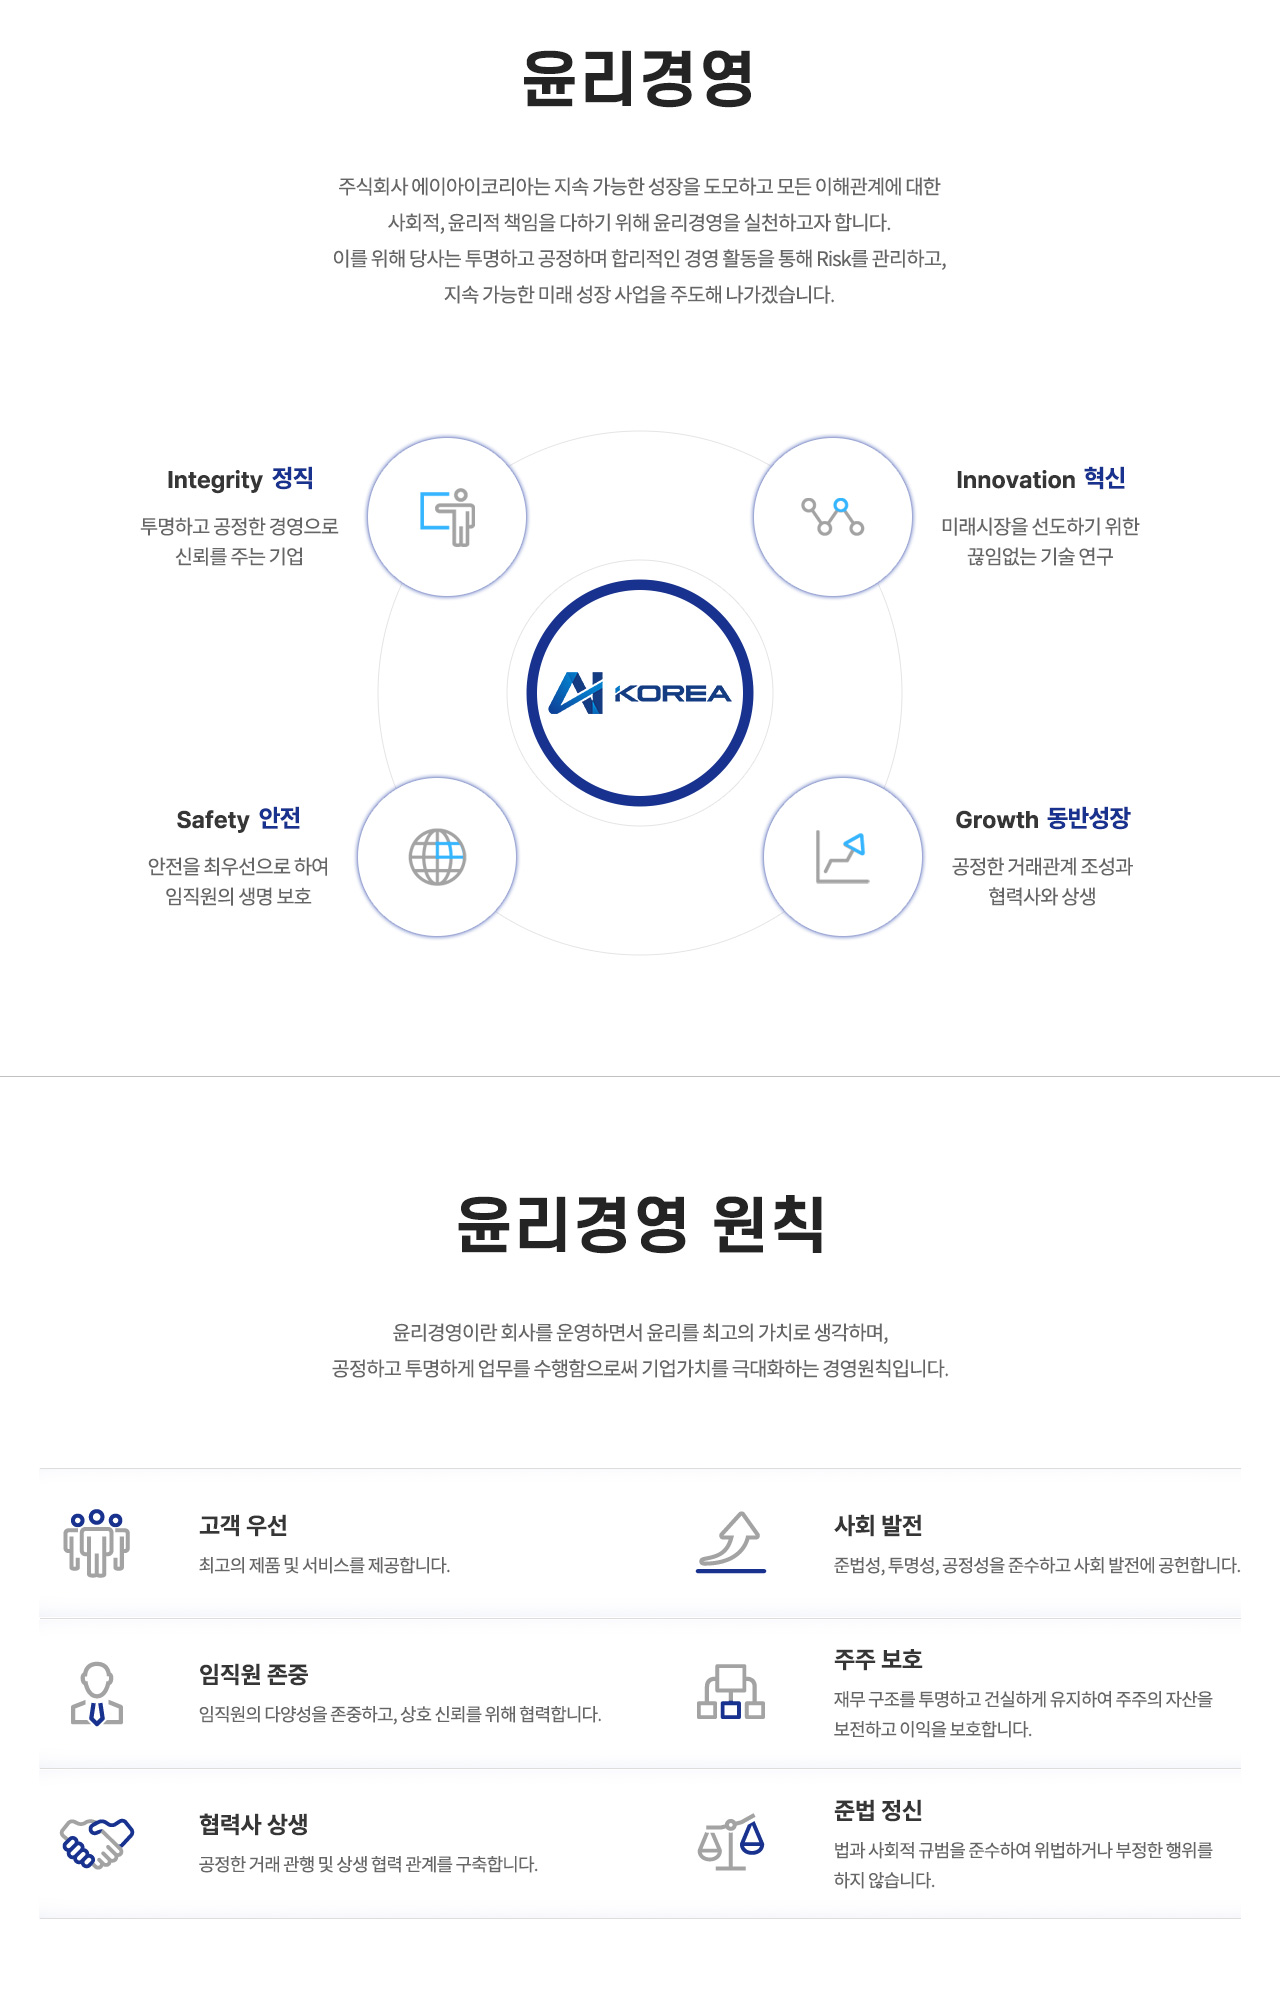 윤리경영
주식회사 에이아이코리아는 지속 가능한 성장을 도모하고 모든 이해관계에 대한
사회적, 윤리적 책임을 다하기 위해 윤리경영을 실천하고자 합니다.
이를 위해 당사는 투명하고 공정하며 합리적인 경영 활동을 통해 Risk를 관리하고,
지속 가능한 미래 성장 사업을 주도해 나가겠습니다.
Integrity 정직
투명하고 공정한 경영으로
신뢰를 주는 기업
Innovation 혁신
미래시장을 선도하기 위한
끊임없는 기술 연구
AI KOREA
Safety 안전
안전을 최우선으로 하여
임직원의 생명 보호
Growth 동반성장
공정한 거래관계 조성과
협력사와 상생
윤리경영 원칙
윤리경영이란 회사를 운영하면서 윤리를 최고의 가치로 생각하며,
공정하고 투명하게 업무를 수행함으로써 기업가치를 극대화하는 경영원칙입니다.
고객 우선
최고의 제품 및 서비스를 제공합니다.
사회 발전
준법성, 투명성, 공정성을 준수하고 사회 발전에 공헌합니다.
임직원 존중
임직원의 다양성을 존중하고, 상호 신뢰를 위해 협력합니다.
주주 보호
재무 구조를 투명하고 건실하게 유지하여 주주의 자산을
보전하고 이익을 보호합니다.
협력사 상생
공정한 거래 관행 및 상생 협력 관계를 구축합니다.
준법 정신
법과 사회적 규범을 준수하여 위법하거나 부정한 행위를
하지 않습니다.